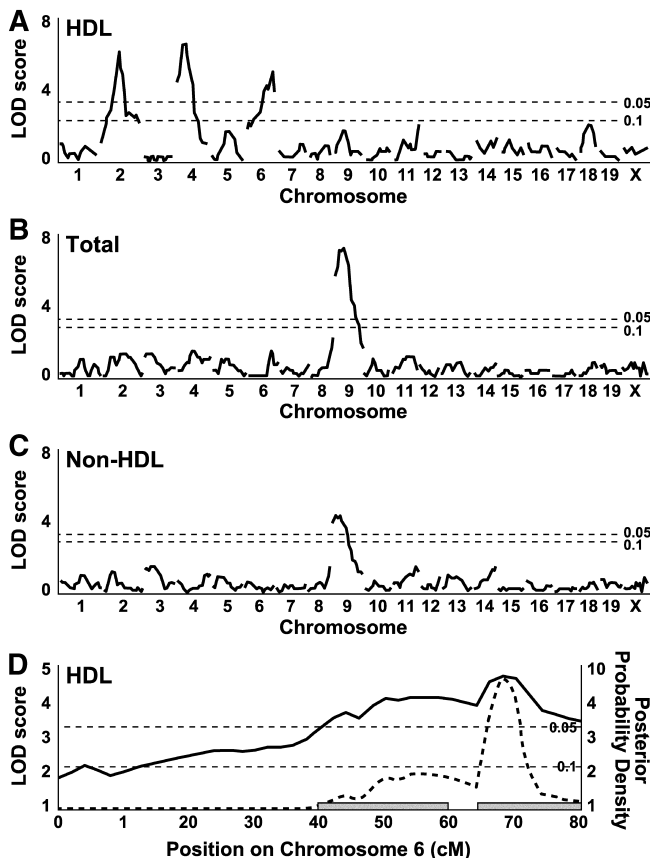 A
HDL
LOD score
8
4
0
0.05
0.1
1 2 3 4 5 6 7 8 9 10 11 12 13 14 15 16 17 18 19 X
Chromosome
B
Total
LOD score
8
4
0
0.05
0.1
1 2 3 4 5 6 7 8 9 10 11 12 13 14 15 16 17 18 19 X
Chromosome
C
Non-HDL
LOD score
8
4
0
0.05
0.1
1 2 3 4 5 6 7 8 9 10 11 12 13 14 15 16 17 18 19 X
Chromosome
D
HDL
LOD score
5
4
3
2
1
0.05
0.1
10
4
3
2
1
Posterior
Probability Density
0 1 20 30 40 50 60 70 80
Position on Chromosome 6 (cM)